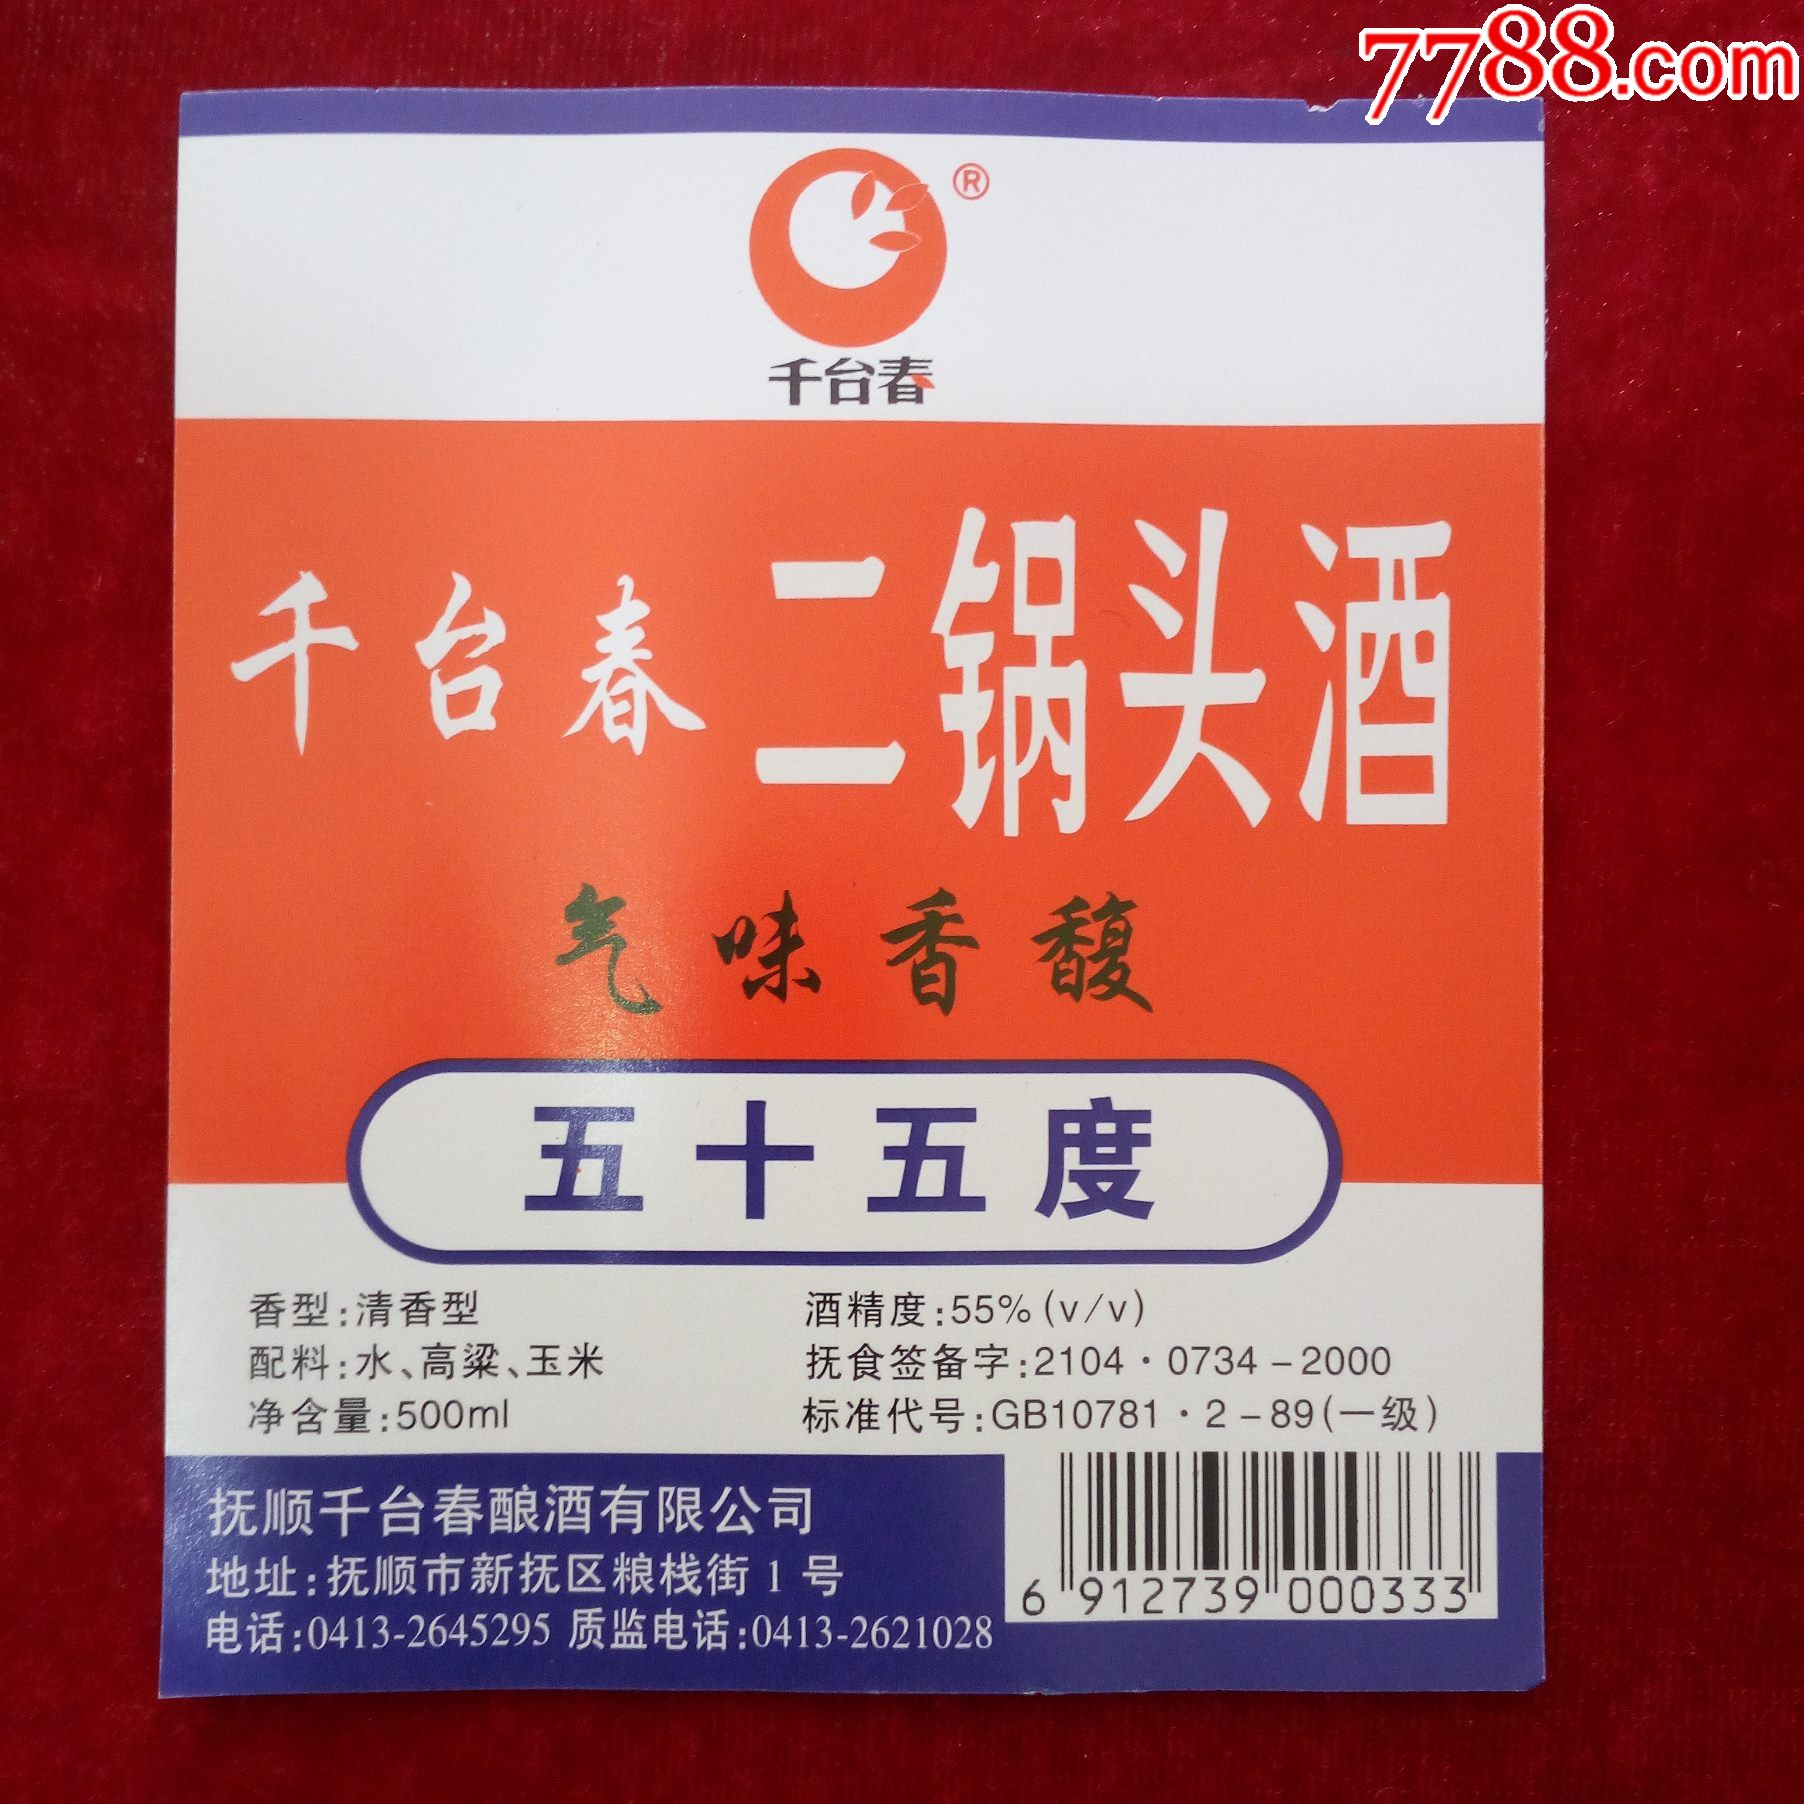 7788.com
®
千台春
千台春 二锅头酒
气味香馥
五十五度
香型:清香型
配料:水、高粱、玉米
净含量:500ml
酒精度:55%(v/v)
抚食签备字:2104·0734-2000
标准代号:GB10781·2-89(一级)
抚顺千台春酿酒有限公司
地址:抚顺市新抚区粮栈街1号
电话:0413-2645295 质监电话:0413-2621028
6 912739 000333